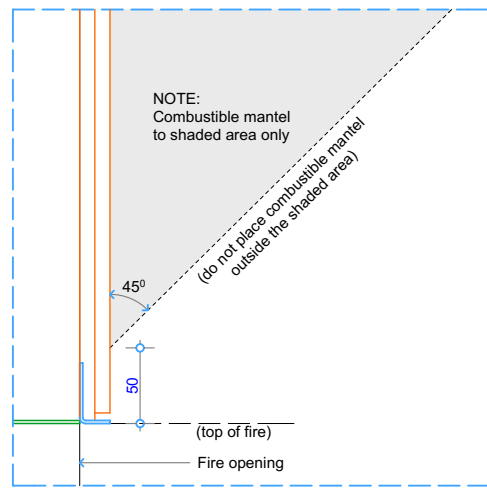 NOTE:
Combustible mantel
to shaded area only
(do not place combustible mantel
outside the shaded area)
45⁰
50
(top of fire)
Fire opening